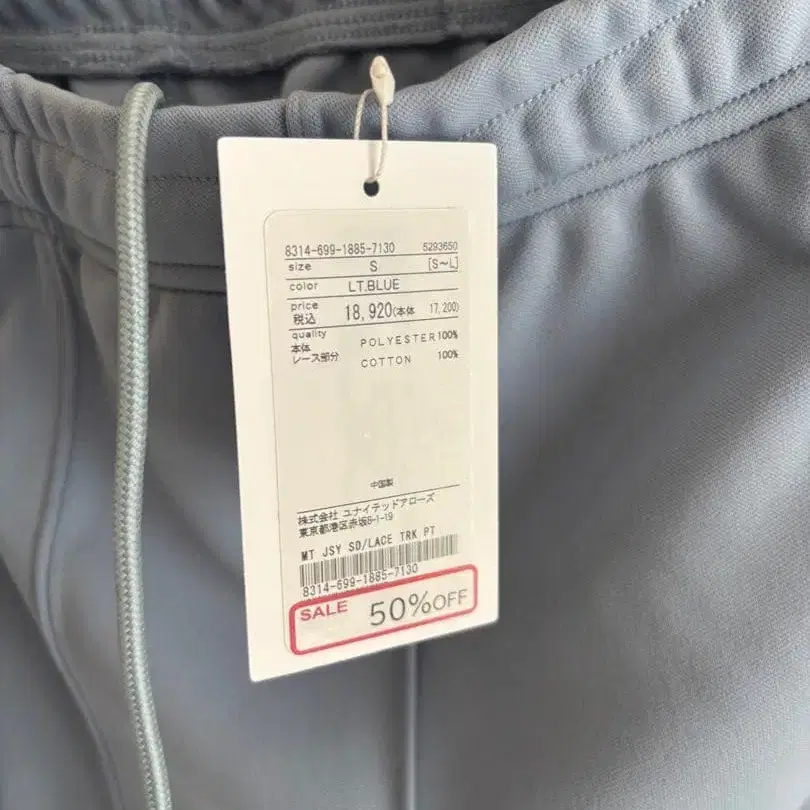 8314-699-1885-7130 5293650
size S [S～L]
color LT.BLUE
price 税込 18,920(本体 17,200)
quality
本体 POLYESTER100%
レース部分 COTTON 100%
中国製
株式会社 ユナイテッドアローズ
東京都港区赤坂8-1-19
MT JSY SD/LACE TRK PT
8314-699-1885-7130
SALE 50%OFF